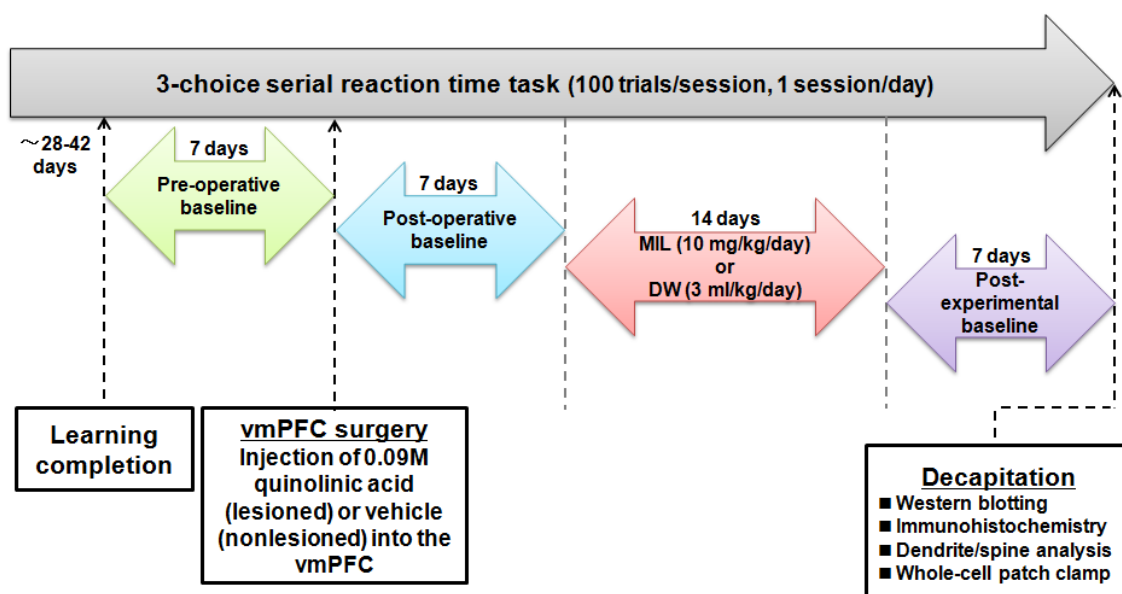 3-choice serial reaction time task (100 trials/session, 1 session/day)
~28-42
days
7 days
Pre-operative
baseline
7 days
Post-operative
baseline
14 days
MIL (10 mg/kg/day)
or
DW (3 ml/kg/day)
7 days
Post-
experimental
baseline
Learning
completion
vmPFC surgery
Injection of 0.09M
quinolinic acid
(lesioned) or vehicle
(nonlesioned) into the
vmPFC
Decapitation
■ Western blotting
■ Immunohistochemistry
■ Dendrite/spine analysis
■ Whole-cell patch clamp